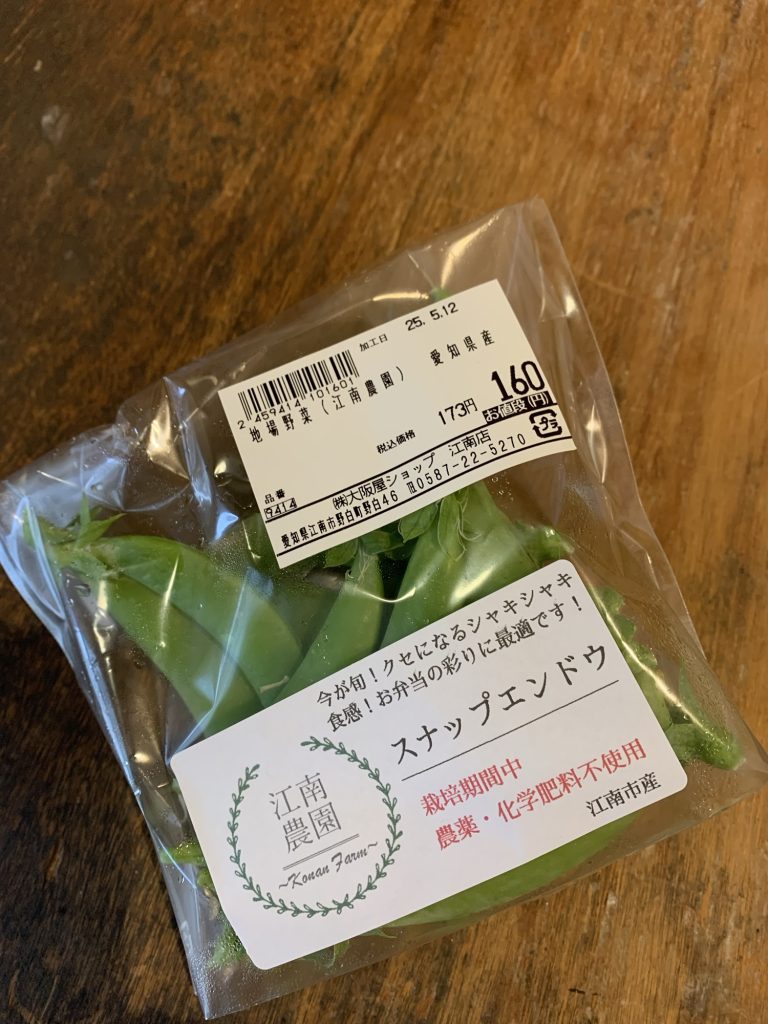 加工日 25. 5.12
2 459414 101601
愛知県産
地場野菜(江南農園)
160
お値段(円)
税込価格 173円
プラ
品番
9414
㈱大阪屋ショップ 江南店
愛知県江南市野白町野白46 ℡0587-22-5270
今が旬!クセになるシャキシャキ
食感!お弁当の彩りに最適です!
スナップエンドウ
栽培期間中
農薬・化学肥料不使用
江南市産
江南
農園
~Konan Farm~